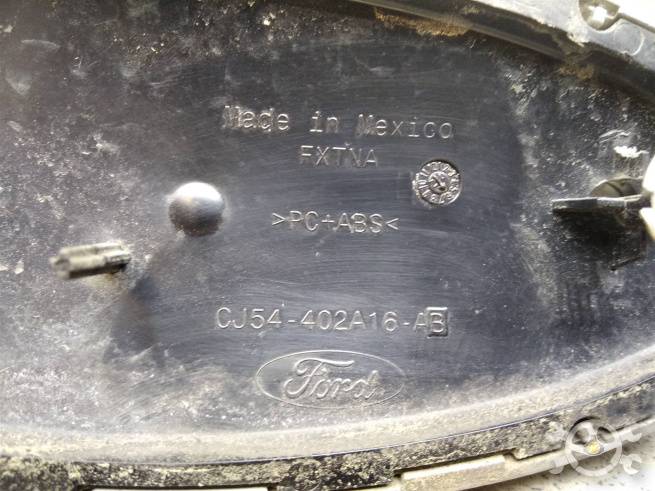 Made in Mexico
FXTNA
>PC+ABS<
CJ54-402A16-AB
Ford